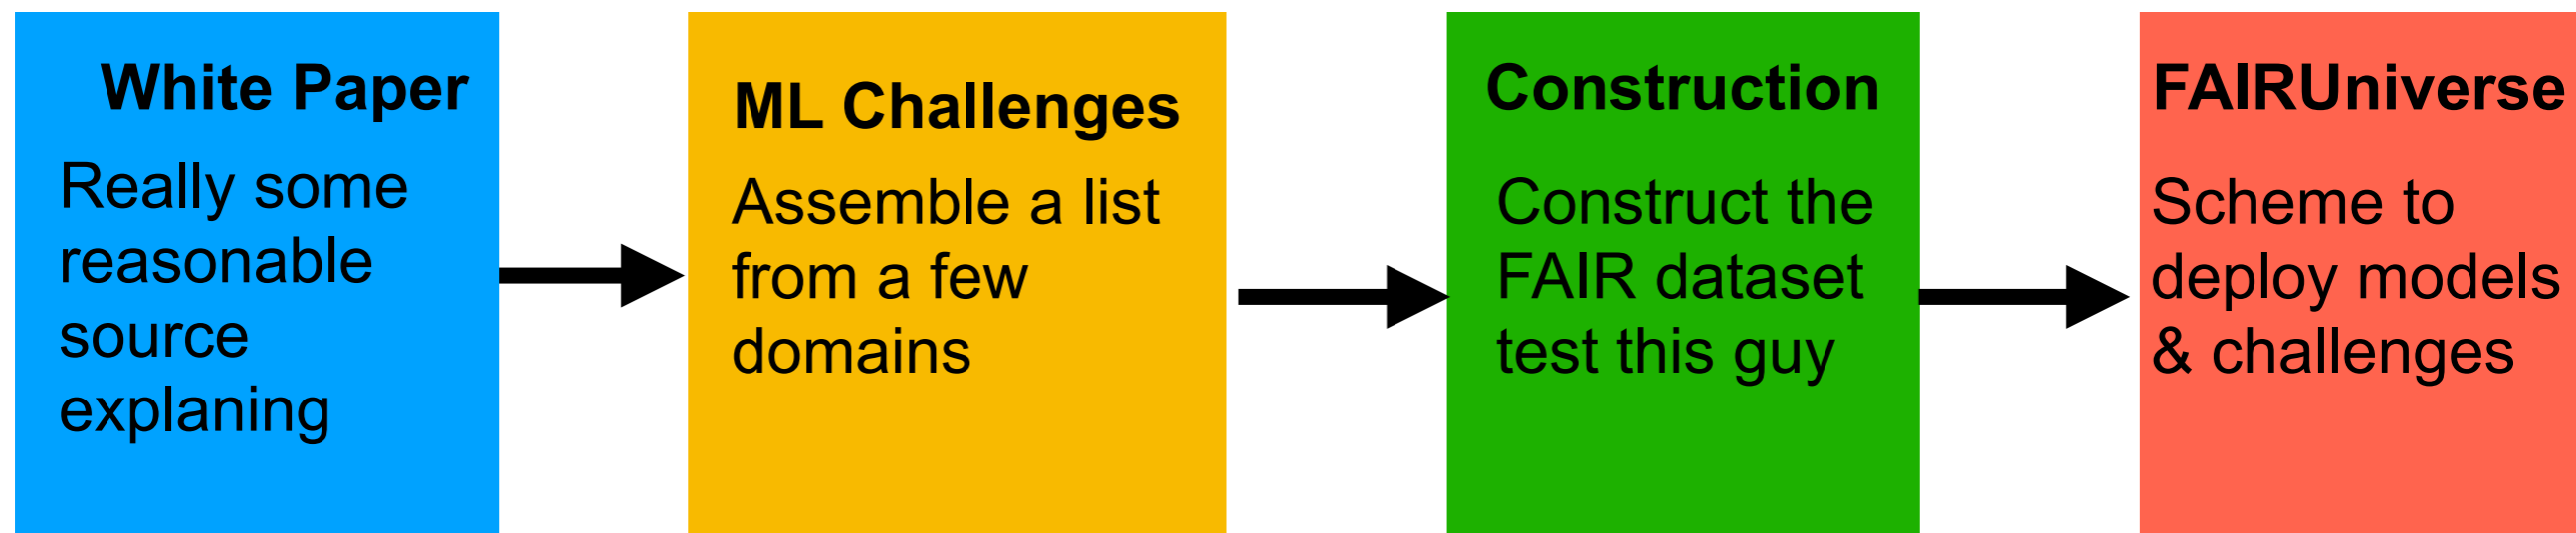 White Paper
Really some
reasonable
source
explaning
ML Challenges
Assemble a list
from a few
domains
Construction
Construct the
FAIR dataset
test this guy
FAIRUniverse
Scheme to
deploy models
& challenges